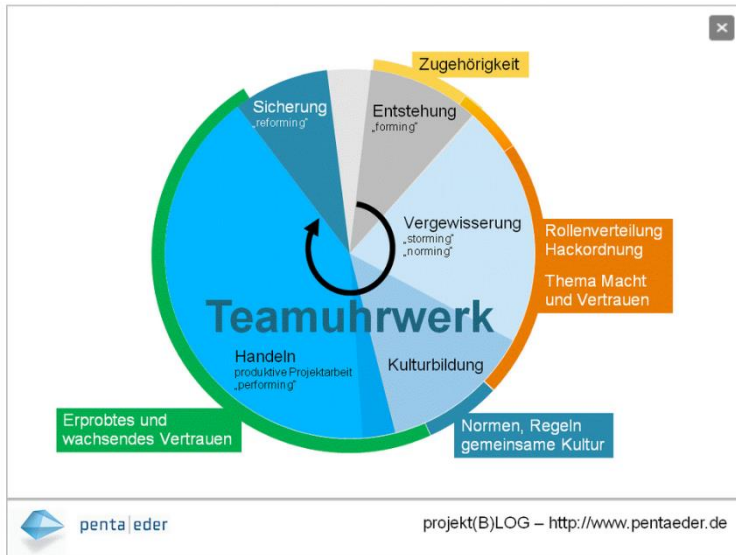 Zugehörigkeit
Sicherung
„reforming“
Entstehung
„forming“
Vergewisserung
„storming“
„norming“
Rollenverteilung
Hackordnung
Thema Macht
und Vertrauen
Teamuhrwerk
Handeln
produktive Projektarbeit
„performing“
Kulturbildung
Erprobtes und
wachsendes Vertrauen
Normen, Regeln
gemeinsame Kultur
penta|eder
projekt(B)LOG – http://www.pentaeder.de